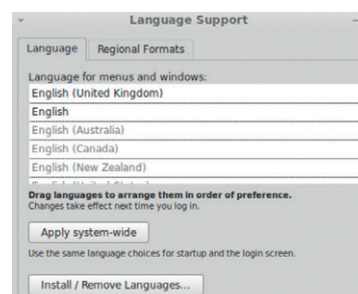 Language Support
Language Regional Formats
Language for menus and windows:
English (United Kingdom)
English
English (Australia)
English (Canada)
English (New Zealand)
Drag languages to arrange them in order of preference.
Changes take effect next time you log in.
Apply system-wide
Use the same language choices for startup and the login screen.
Install / Remove Languages...